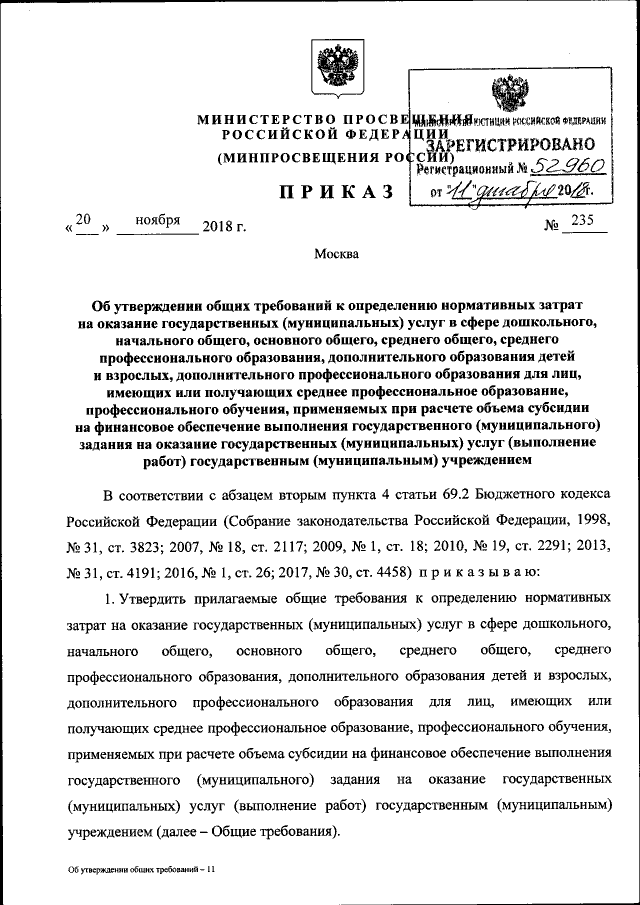 МИНИСТЕРСТВО ПРОСВЕЩЕНИЯ
РОССИЙСКОЙ ФЕДЕРАЦИИ
(МИНПРОСВЕЩЕНИЯ РОССИИ)
МИНИСТЕРСТВО ЮСТИЦИИ РОССИЙСКОЙ ФЕДЕРАЦИИ
ЗАРЕГИСТРИРОВАНО
Регистрационный № 52960
от "11" декабря 2018г.
ПРИКАЗ
« 20 » ноября 2018 г.
№ 235
Москва
Об утверждении общих требований к определению нормативных затрат
на оказание государственных (муниципальных) услуг в сфере дошкольного,
начального общего, основного общего, среднего общего, среднего
профессионального образования, дополнительного образования детей
и взрослых, дополнительного профессионального образования для лиц,
имеющих или получающих среднее профессиональное образование,
профессионального обучения, применяемых при расчете объема субсидии
на финансовое обеспечение выполнения государственного (муниципального)
задания на оказание государственных (муниципальных) услуг (выполнение
работ) государственным (муниципальным) учреждением
В соответствии с абзацем вторым пункта 4 статьи 69.2 Бюджетного кодекса
Российской Федерации (Собрание законодательства Российской Федерации, 1998,
№ 31, ст. 3823; 2007, № 18, ст. 2117; 2009, № 1, ст. 18; 2010, № 19, ст. 2291; 2013,
№ 31, ст. 4191; 2016, № 1, ст. 26; 2017, № 30, ст. 4458) п р и к а з ы в а ю:
1. Утвердить прилагаемые общие требования к определению нормативных
затрат на оказание государственных (муниципальных) услуг в сфере дошкольного,
начального общего, основного общего, среднего общего, среднего
профессионального образования, дополнительного образования детей и взрослых,
дополнительного профессионального образования для лиц, имеющих или
получающих среднее профессиональное образование, профессионального обучения,
применяемых при расчете объема субсидии на финансовое обеспечение выполнения
государственного (муниципального) задания на оказание государственных
(муниципальных) услуг (выполнение работ) государственным (муниципальным)
учреждением (далее – Общие требования).
Об утверждении общих требований – 11